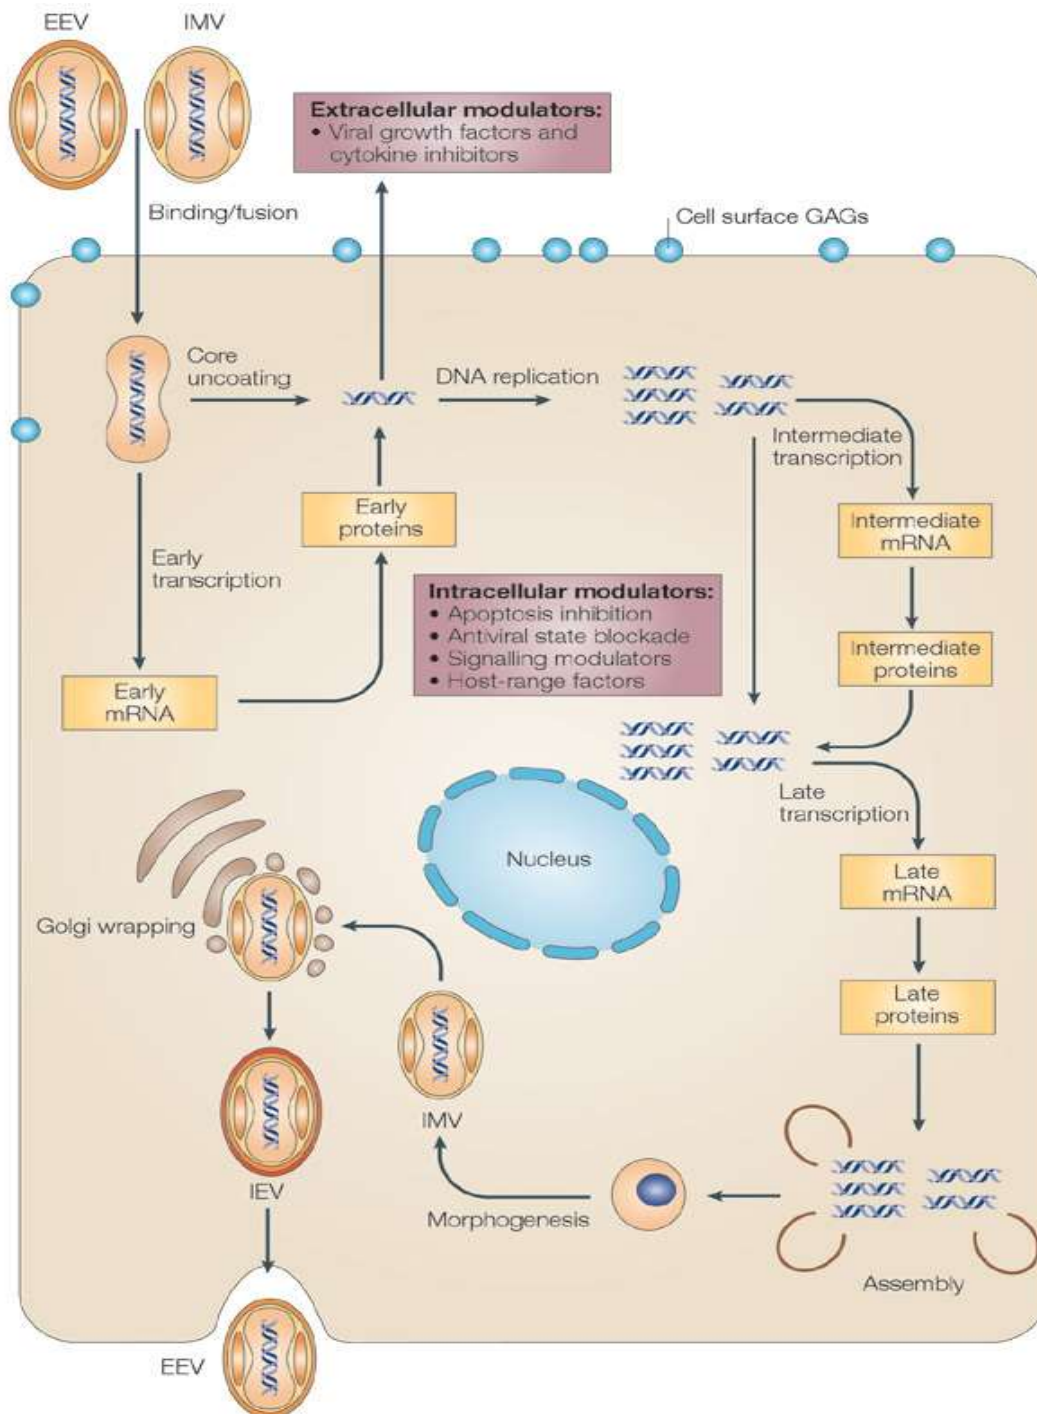 EEV
IMV
Extracellular modulators:
• Viral growth factors and
cytokine inhibitors
Binding/fusion
Cell surface GAGs
Core
uncoating
DNA replication
Intermediate
transcription
Early
proteins
Intermediate
mRNA
Early
transcription
Intracellular modulators:
• Apoptosis inhibition
• Antiviral state blockade
• Signalling modulators
• Host-range factors
Intermediate
proteins
Early
mRNA
Late
transcription
Nucleus
Late
mRNA
Golgi wrapping
Late
proteins
IMV
IEV
Morphogenesis
Assembly
EEV